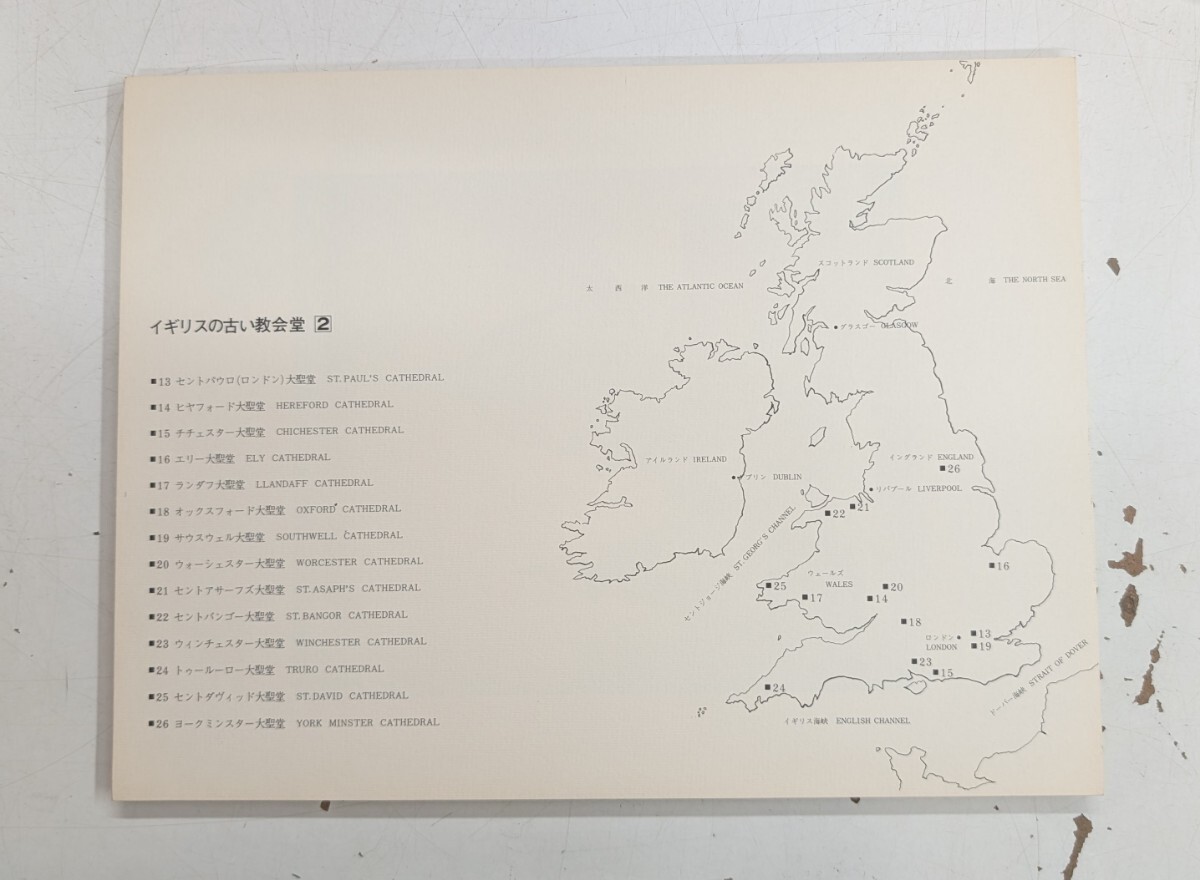 イギリスの古い教会堂 2
■13 セントパウロ(ロンドン)大聖堂 ST.PAUL'S CATHEDRAL
■14 ヒヤフォード大聖堂 HEREFORD CATHEDRAL
■15 チチェスター大聖堂 CHICHESTER CATHEDRAL
■16 エリー大聖堂 ELY CATHEDRAL
■17 ランダフ大聖堂 LLANDAFF CATHEDRAL
■18 オックスフォード大聖堂 OXFORD CATHEDRAL
■19 サウスウェル大聖堂 SOUTHWELL CATHEDRAL
■20 ウォーシェスター大聖堂 WORCESTER CATHEDRAL
■21 セントアサーフズ大聖堂 ST.ASAPH'S CATHEDRAL
■22 セントバンゴー大聖堂 ST.BANGOR CATHEDRAL
■23 ウィンチェスター大聖堂 WINCHESTER CATHEDRAL
■24 トゥールーロー大聖堂 TRURO CATHEDRAL
■25 セントダヴィッド大聖堂 ST.DAVID CATHEDRAL
■26 ヨークミンスター大聖堂 YORK MINSTER CATHEDRAL
スコットランド SCOTLAND
大西洋 THE ATLANTIC OCEAN
北海 THE NORTH SEA
グラスゴー GLASGOW
アイルランド IRELAND
イングランド ENGLAND
■26
ダブリン DUBLIN
リバプール LIVERPOOL
■21
■22
セントジョージ海峡 ST.GEORG'S CHANNEL
■16
ウェールズ
WALES
■25
■17
■20
■14
■18
ロンドン
LONDON
■13
■19
■23
■15
■24
ドーバー海峡 STRAIT OF DOVER
イギリス海峡 ENGLISH CHANNEL